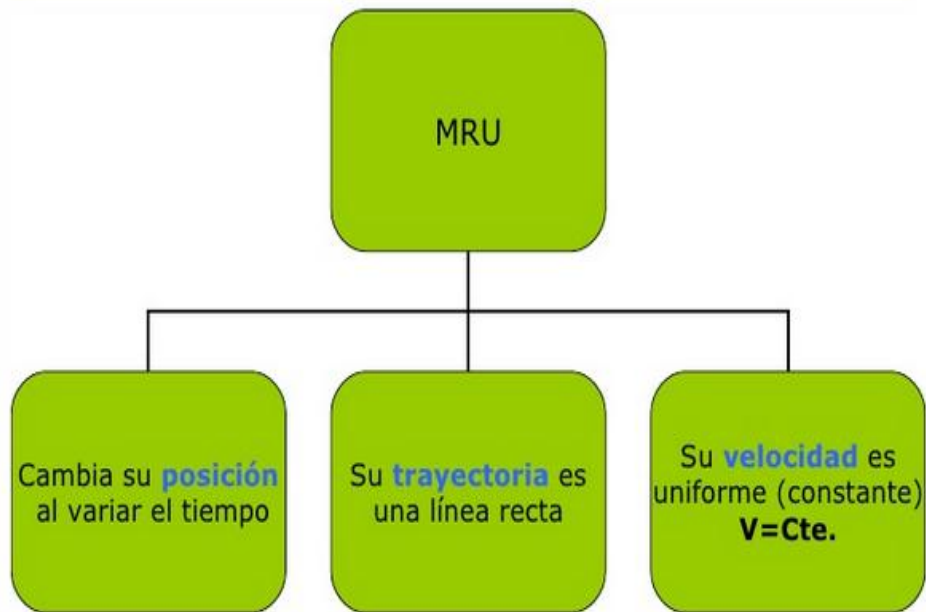 MRU
Cambia su posición
al variar el tiempo
Su trayectoria es
una línea recta
Su velocidad es
uniforme (constante)
V=Cte.